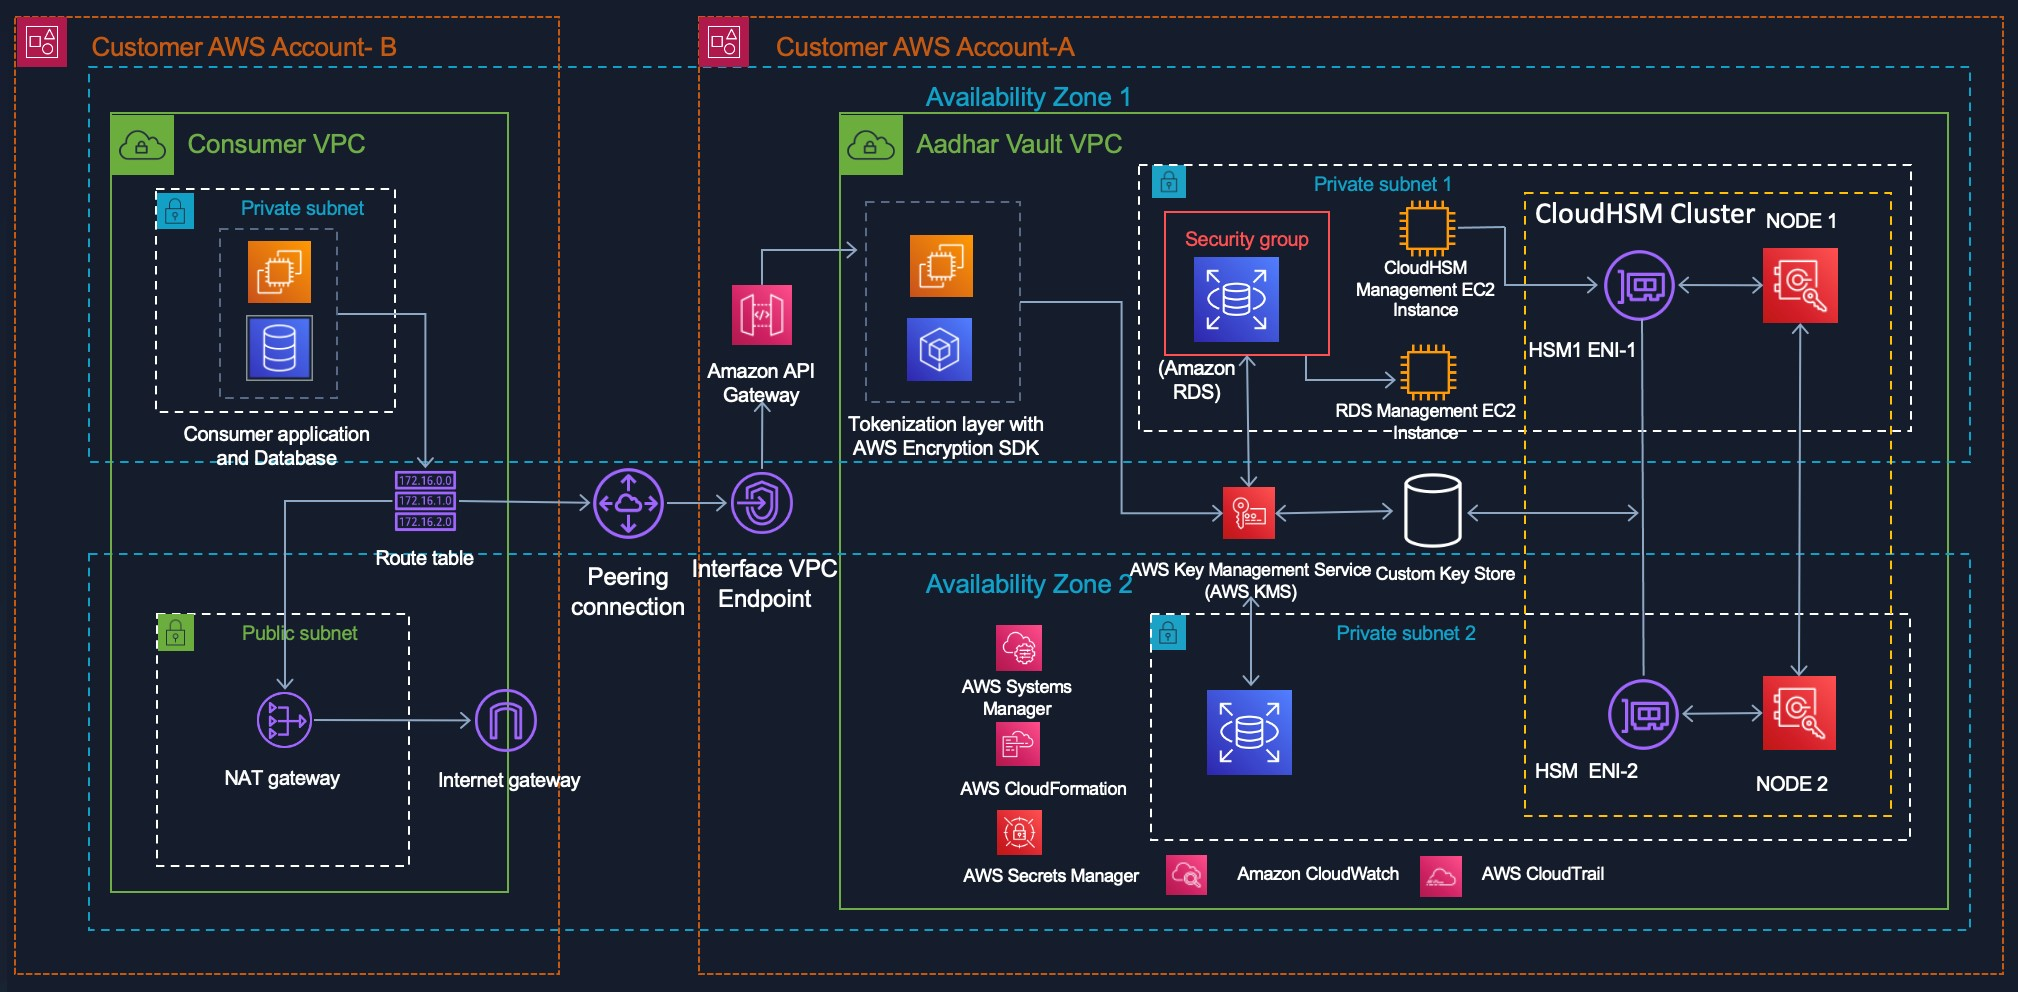 Customer AWS Account- B
Customer AWS Account-A
Availability Zone 1
Consumer VPC
Aadhar Vault VPC
Private subnet
Private subnet 1
CloudHSM Cluster
NODE 1
Security group
CloudHSM
Management EC2
Instance
HSM1 ENI-1
(Amazon
RDS)
Amazon API
Gateway
RDS Management EC2
Instance
Tokenization layer with
AWS Encryption SDK
Consumer application
and Database
172.16.0.0
172.16.1.0
172.16.2.0
Route table
Peering
connection
Interface VPC
Endpoint
Availability Zone 2
AWS Key Management Service
(AWS KMS)
Custom Key Store
Public subnet
Private subnet 2
AWS Systems
Manager
NAT gateway
Internet gateway
AWS CloudFormation
HSM  ENI-2
NODE 2
AWS Secrets Manager
Amazon CloudWatch
AWS CloudTrail